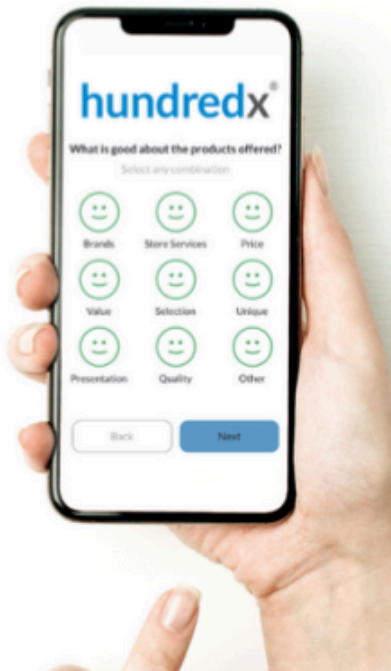 hundredx®
What is good about the products offered?
Select any combination
Brands Store Services Price
Value Selection Unique
Presentation Quality Other
Back Next